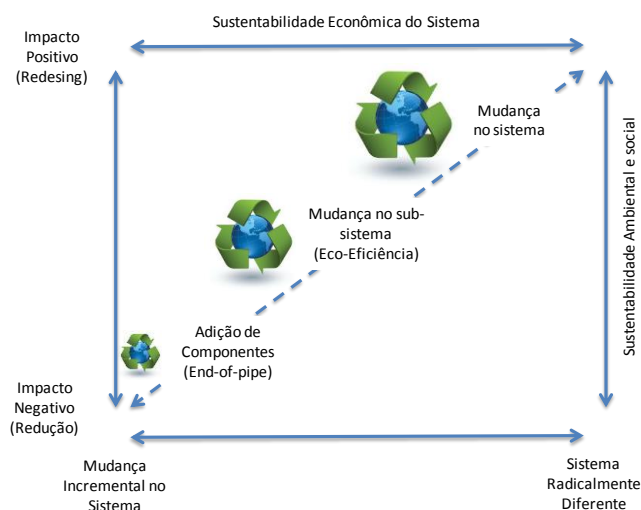 Impacto
Positivo
(Redesing)
Sustentabilidade Econômica do Sistema
Mudança
no sistema
Mudança no sub-
sistema
(Eco-Eficiência)
Adição de
Componentes
(End-of-pipe)
Sustentabilidade Ambiental e social
Impacto
Negativo
(Redução)
Mudança
Incremental no
Sistema
Sistema
Radicalmente
Diferente